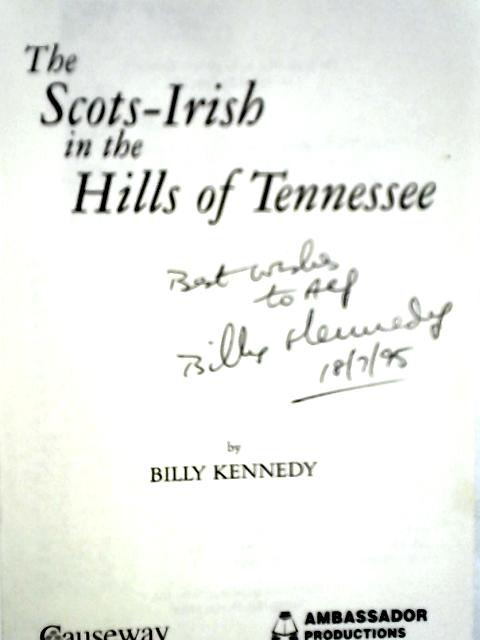 The
Scots-Irish
in the
Hills of Tennessee
Best wishes
to Alf
Billy Kennedy
18/7/95
by
BILLY KENNEDY
Causeway
AMBASSADOR
PRODUCTIONS